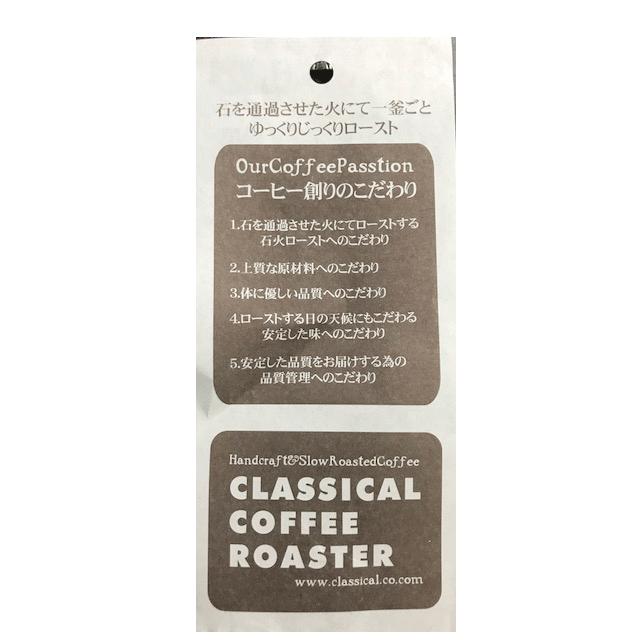 石を通過させた火にて一釜ごと
ゆっくりじっくりロースト
OurCoffeePasstion
コーヒー創りのこだわり
1.石を通過させた火にてローストする
石火ローストへのこだわり
2.上質な原材料へのこだわり
3.体に優しい品質へのこだわり
4.ローストする日の天候にもこだわる
安定した味へのこだわり
5.安定した品質をお届けする為の
品質管理へのこだわり
Handcraft&SlowRoastedCoffee
CLASSICAL
COFFEE
ROASTER
www.classical.co.com